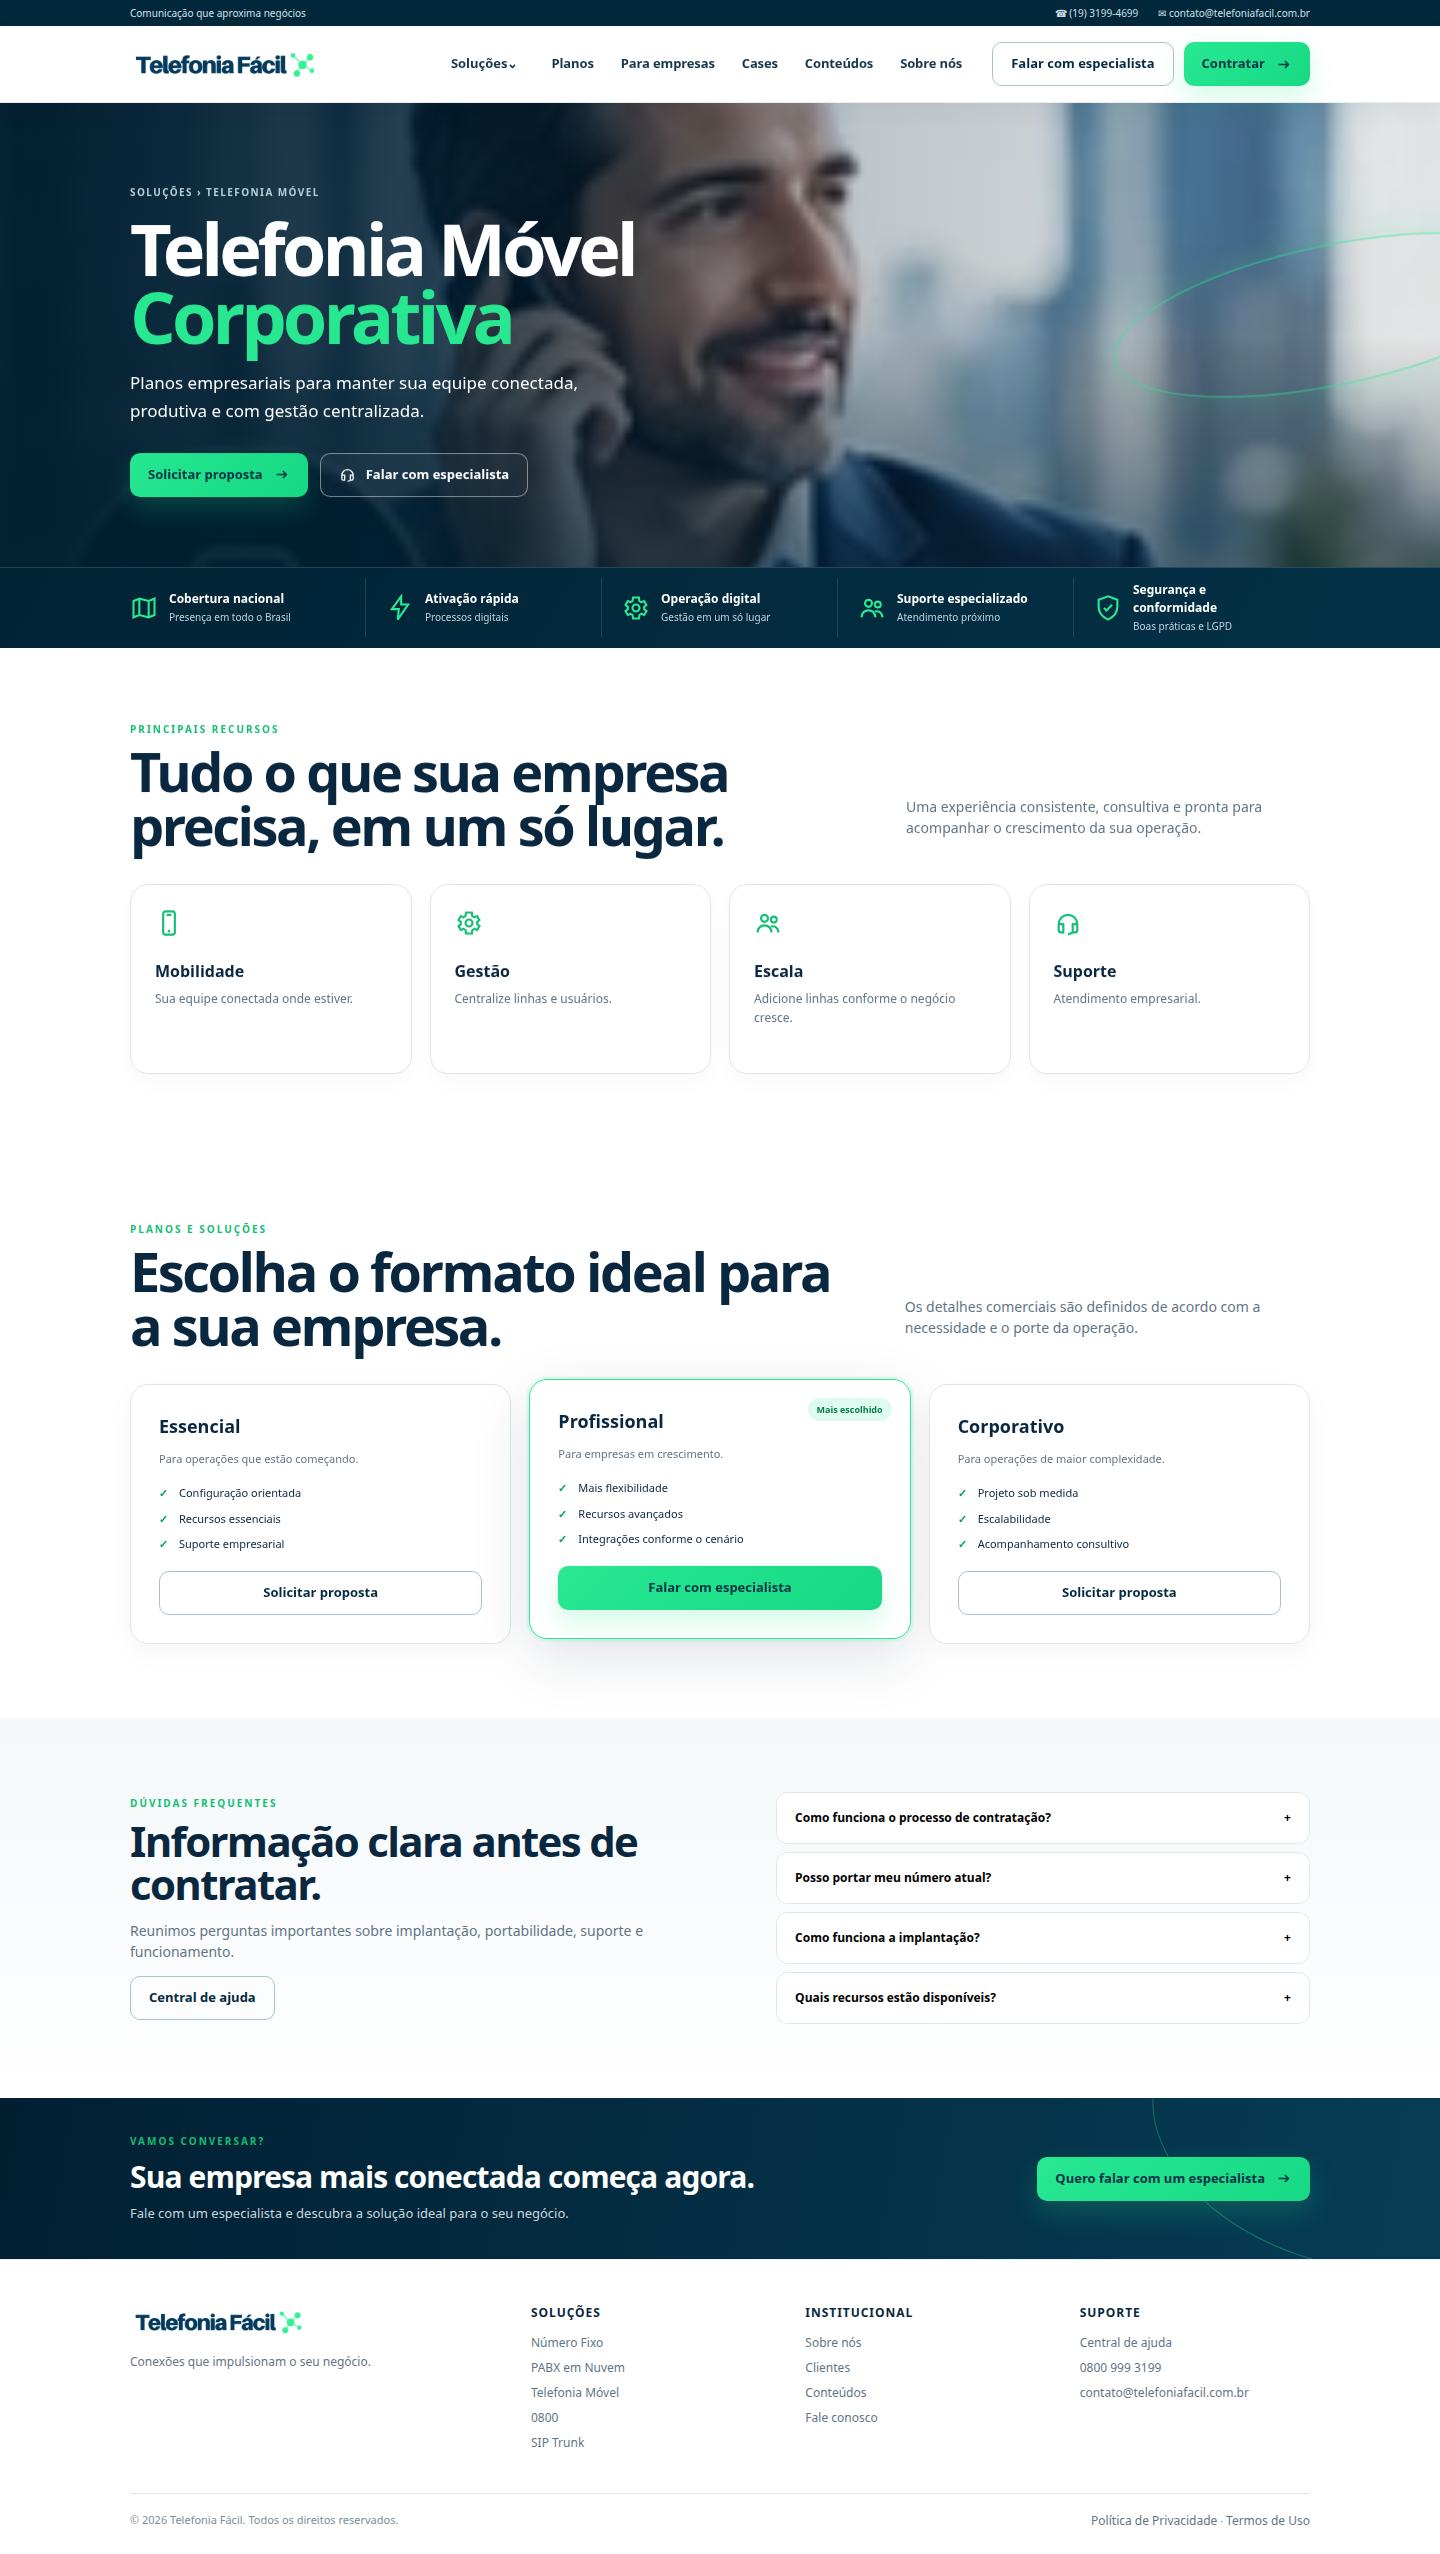 Comunicação que aproxima negócios
☎ (19) 3199-4699 ✉ contato@telefoniafacil.com.br
Telefonia Fácil
Soluções⌄ Planos Para empresas Cases Conteúdos Sobre nós Falar com especialista Contratar →
SOLUÇÕES › TELEFONIA MÓVEL
Telefonia Móvel
Corporativa
Planos empresariais para manter sua equipe conectada,
produtiva e com gestão centralizada.
Solicitar proposta → Falar com especialista
Cobertura nacional
Presença em todo o Brasil
Ativação rápida
Processos digitais
Operação digital
Gestão em um só lugar
Suporte especializado
Atendimento próximo
Segurança e
conformidade
Boas práticas e LGPD
PRINCIPAIS RECURSOS
Tudo o que sua empresa
precisa, em um só lugar.
Uma experiência consistente, consultiva e pronta para
acompanhar o crescimento da sua operação.
Mobilidade
Sua equipe conectada onde estiver.
Gestão
Centralize linhas e usuários.
Escala
Adicione linhas conforme o negócio
cresce.
Suporte
Atendimento empresarial.
PLANOS E SOLUÇÕES
Escolha o formato ideal para
a sua empresa.
Os detalhes comerciais são definidos de acordo com a
necessidade e o porte da operação.
Essencial
Para operações que estão começando.
✓ Configuração orientada
✓ Recursos essenciais
✓ Suporte empresarial
Solicitar proposta
Mais escolhido
Profissional
Para empresas em crescimento.
✓ Mais flexibilidade
✓ Recursos avançados
✓ Integrações conforme o cenário
Falar com especialista
Corporativo
Para operações de maior complexidade.
✓ Projeto sob medida
✓ Escalabilidade
✓ Acompanhamento consultivo
Solicitar proposta
DÚVIDAS FREQUENTES
Informação clara antes de
contratar.
Reunimos perguntas importantes sobre implantação, portabilidade, suporte e
funcionamento.
Central de ajuda
Como funciona o processo de contratação? +
Posso portar meu número atual? +
Como funciona a implantação? +
Quais recursos estão disponíveis? +
VAMOS CONVERSAR?
Sua empresa mais conectada começa agora.
Fale com um especialista e descubra a solução ideal para o seu negócio.
Quero falar com um especialista →
Telefonia Fácil
Conexões que impulsionam o seu negócio.
SOLUÇÕES
Número Fixo
PABX em Nuvem
Telefonia Móvel
0800
SIP Trunk
INSTITUCIONAL
Sobre nós
Clientes
Conteúdos
Fale conosco
SUPORTE
Central de ajuda
0800 999 3199
contato@telefoniafacil.com.br
© 2026 Telefonia Fácil. Todos os direitos reservados.
Política de Privacidade · Termos de Uso